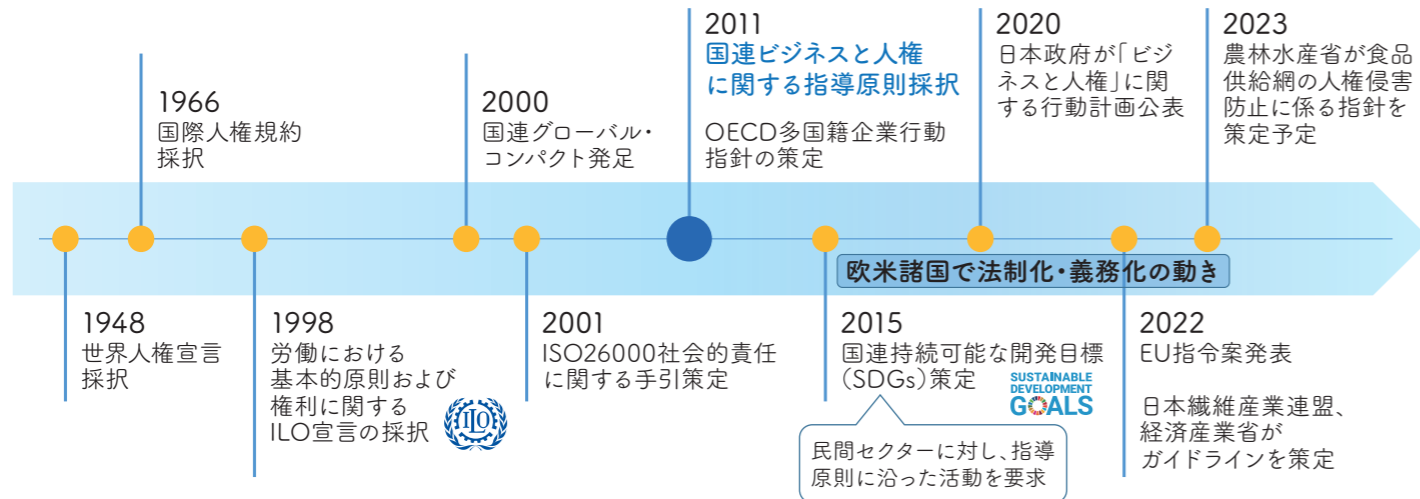 1966
国際人権規約
採択
2000
国連グローバル・
コンパクト発足
2011
国連ビジネスと人権
に関する指導原則採択
OECD多国籍企業行動
指針の策定
2020
日本政府が「ビジ
ネスと人権」に関
する行動計画公表
2023
農林水産省が食品
供給網の人権侵害
防止に係る指針を
策定予定
欧米諸国で法制化・義務化の動き
1948
世界人権宣言
採択
1998
労働における
基本的原則および
権利に関する
ILO宣言の採択
ILO
2001
ISO26000社会的責任
に関する手引策定
2015
国連持続可能な開発目標
(SDGs)策定
SUSTAINABLE
DEVELOPMENT
GOALS
民間セクターに対し、指導
原則に沿った活動を要求
2022
EU指令案発表
日本繊維産業連盟、
経済産業省が
ガイドラインを策定